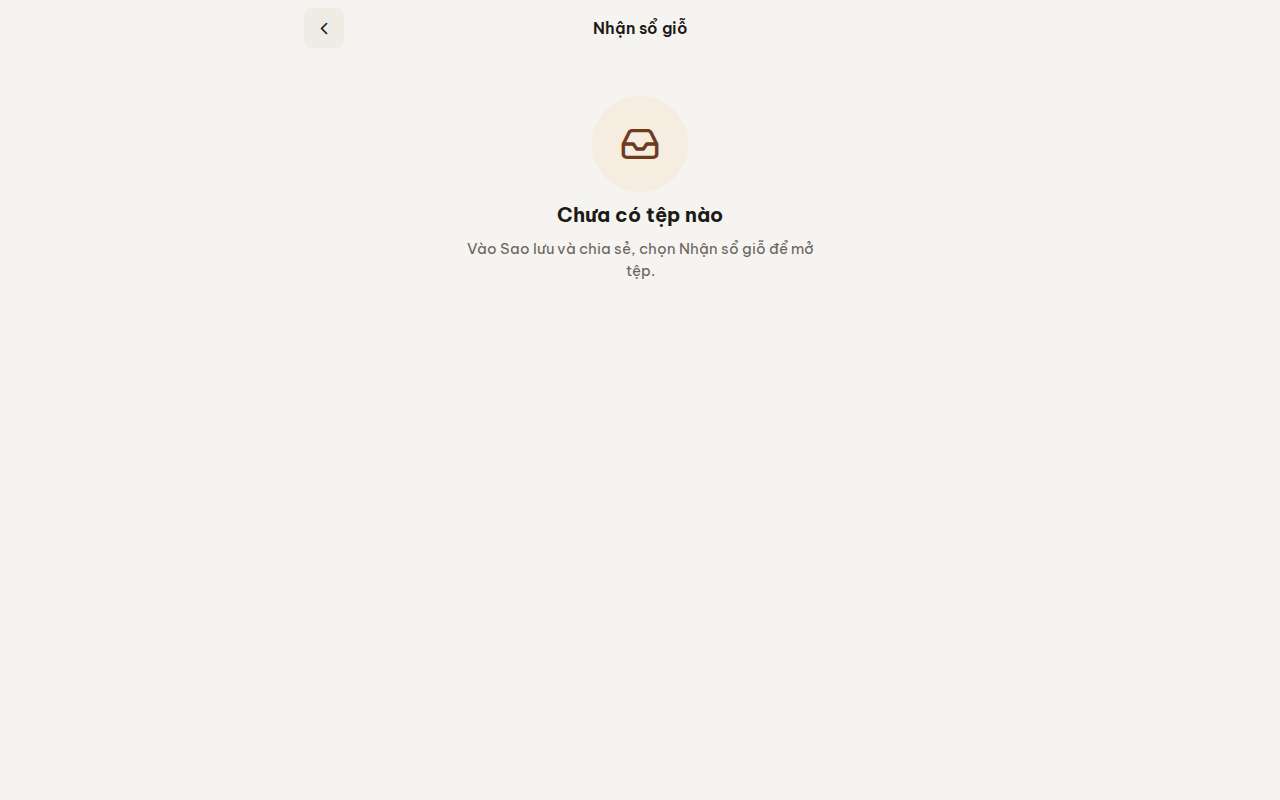 Nhận sổ giỗ
Chưa có tệp nào
Vào Sao lưu và chia sẻ, chọn Nhận sổ giỗ để mở
tệp.